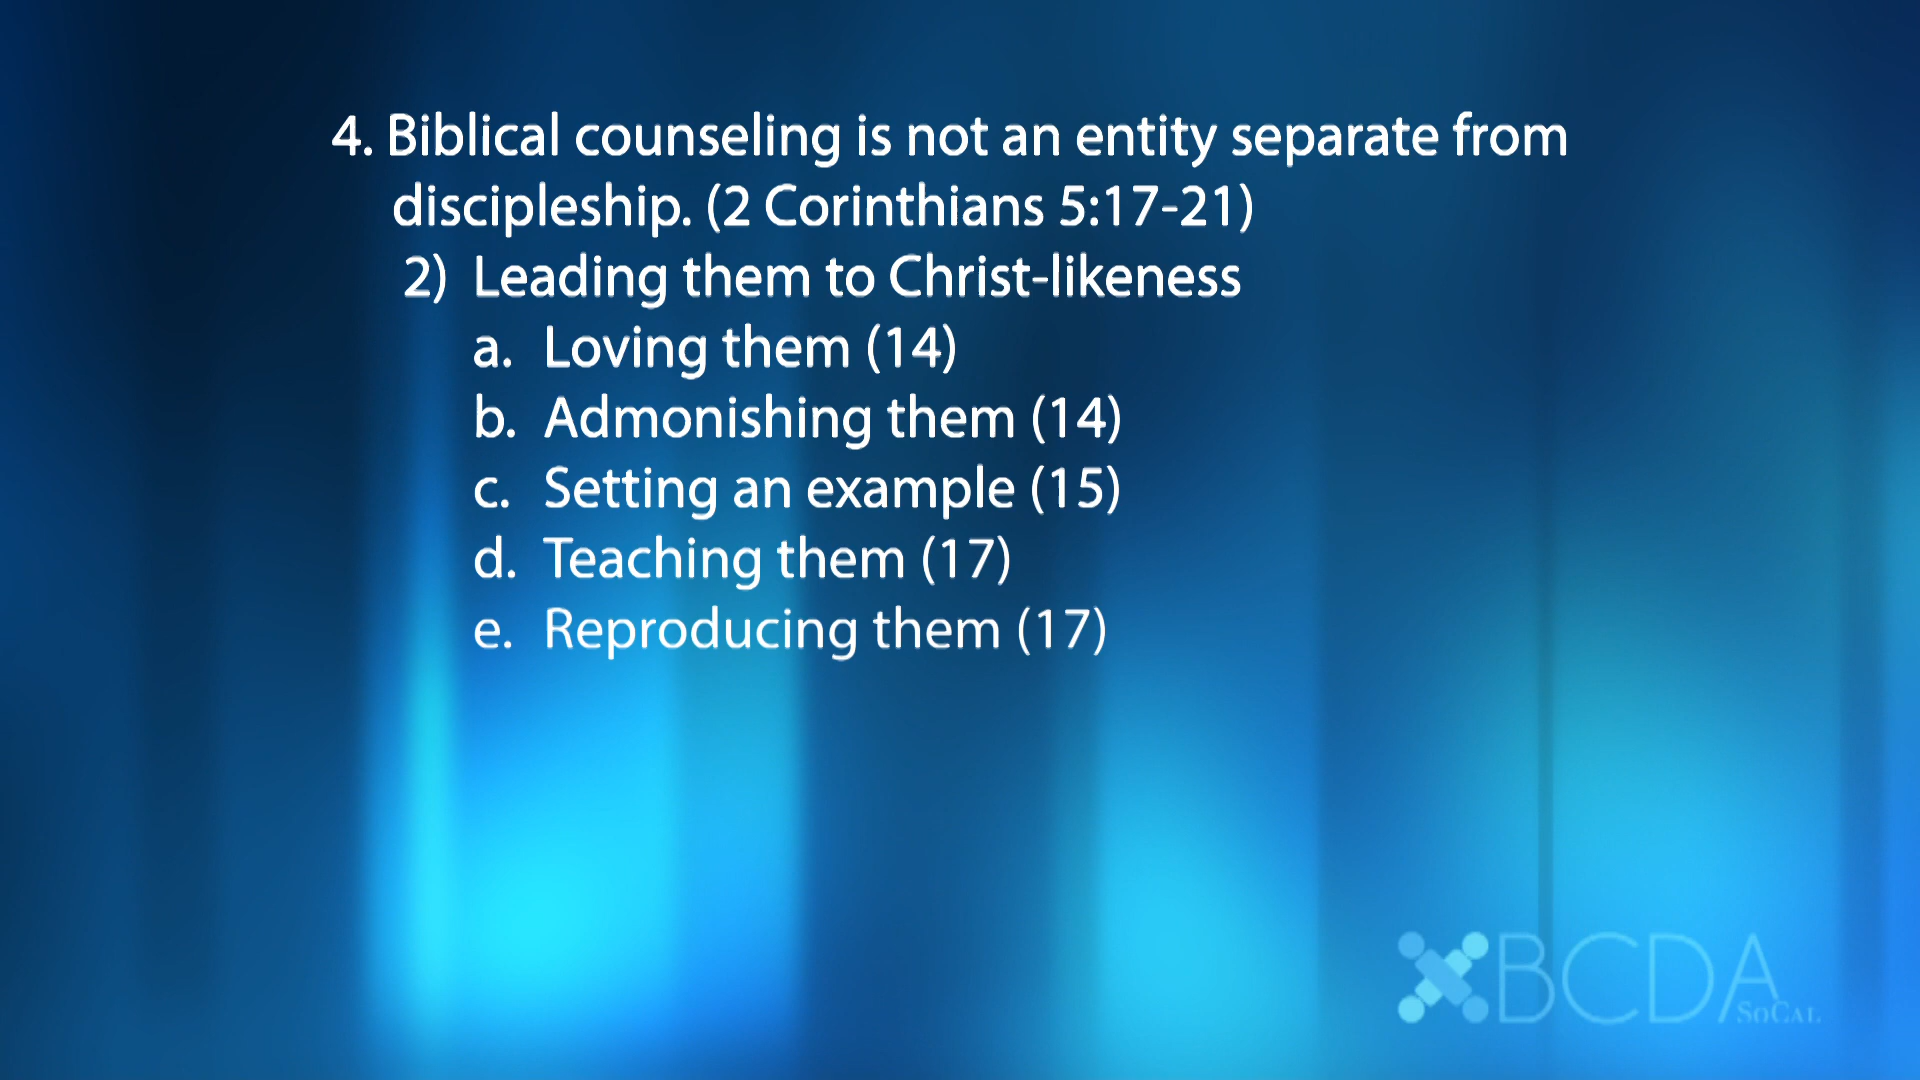 4. Biblical counseling is not an entity separate from
discipleship. (2 Corinthians 5:17-21)
2) Leading them to Christ-likeness
a. Loving them (14)
b. Admonishing them (14)
c. Setting an example (15)
d. Teaching them (17)
e. Reproducing them (17)
BCDA
SoCal